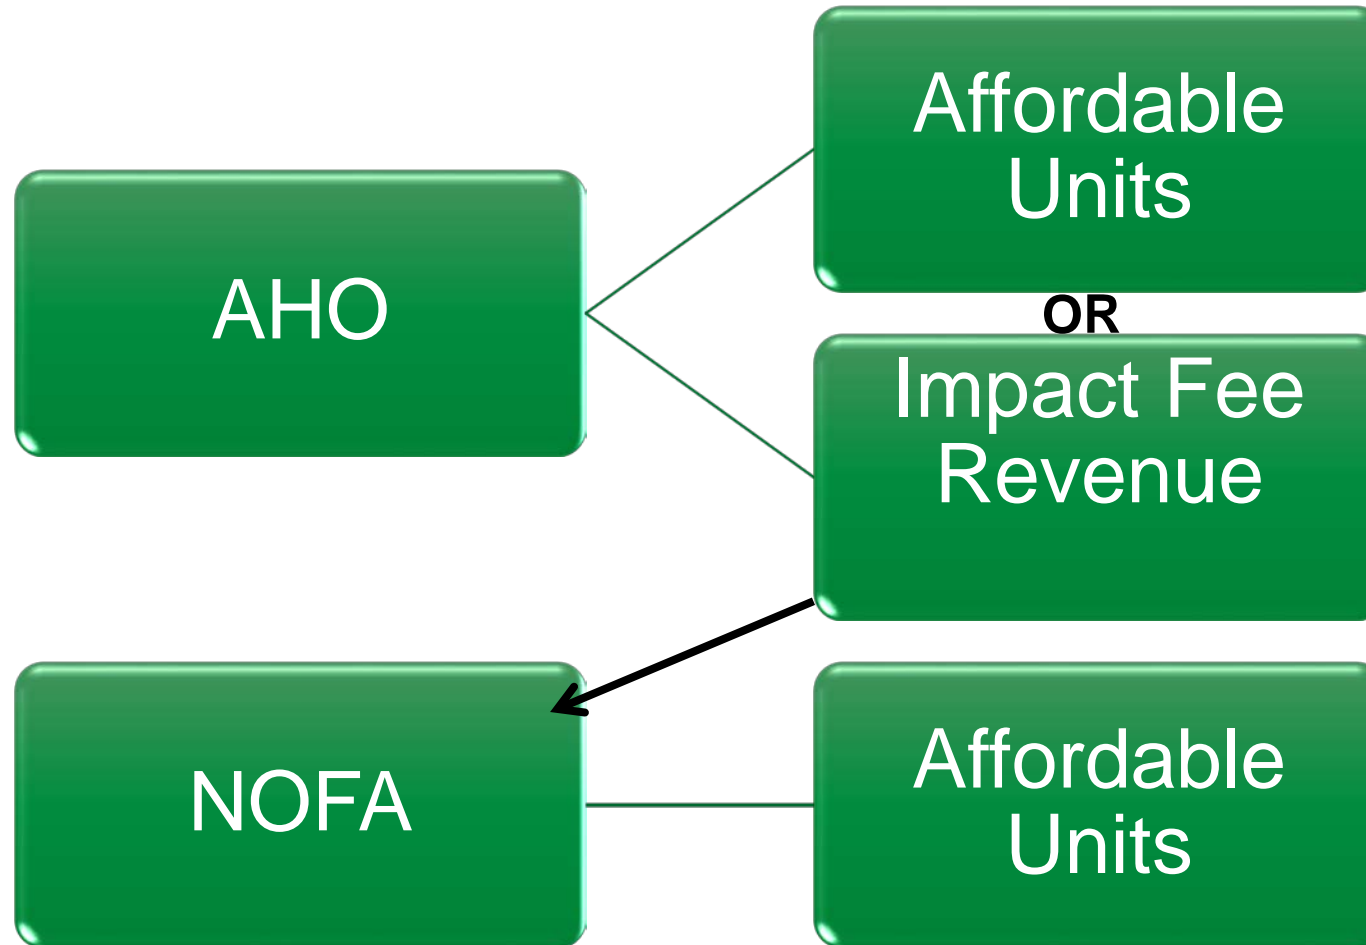 AHO
Affordable
Units
OR
Impact Fee
Revenue
NOFA
Affordable
Units